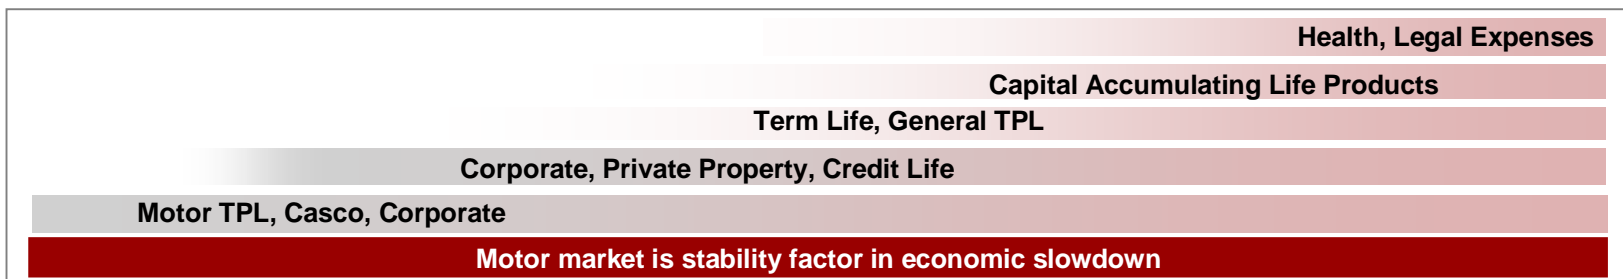 Health, Legal Expenses
Capital Accumulating Life Products
Term Life, General TPL
Corporate, Private Property, Credit Life
Motor TPL, Casco, Corporate
Motor market is stability factor in economic slowdown